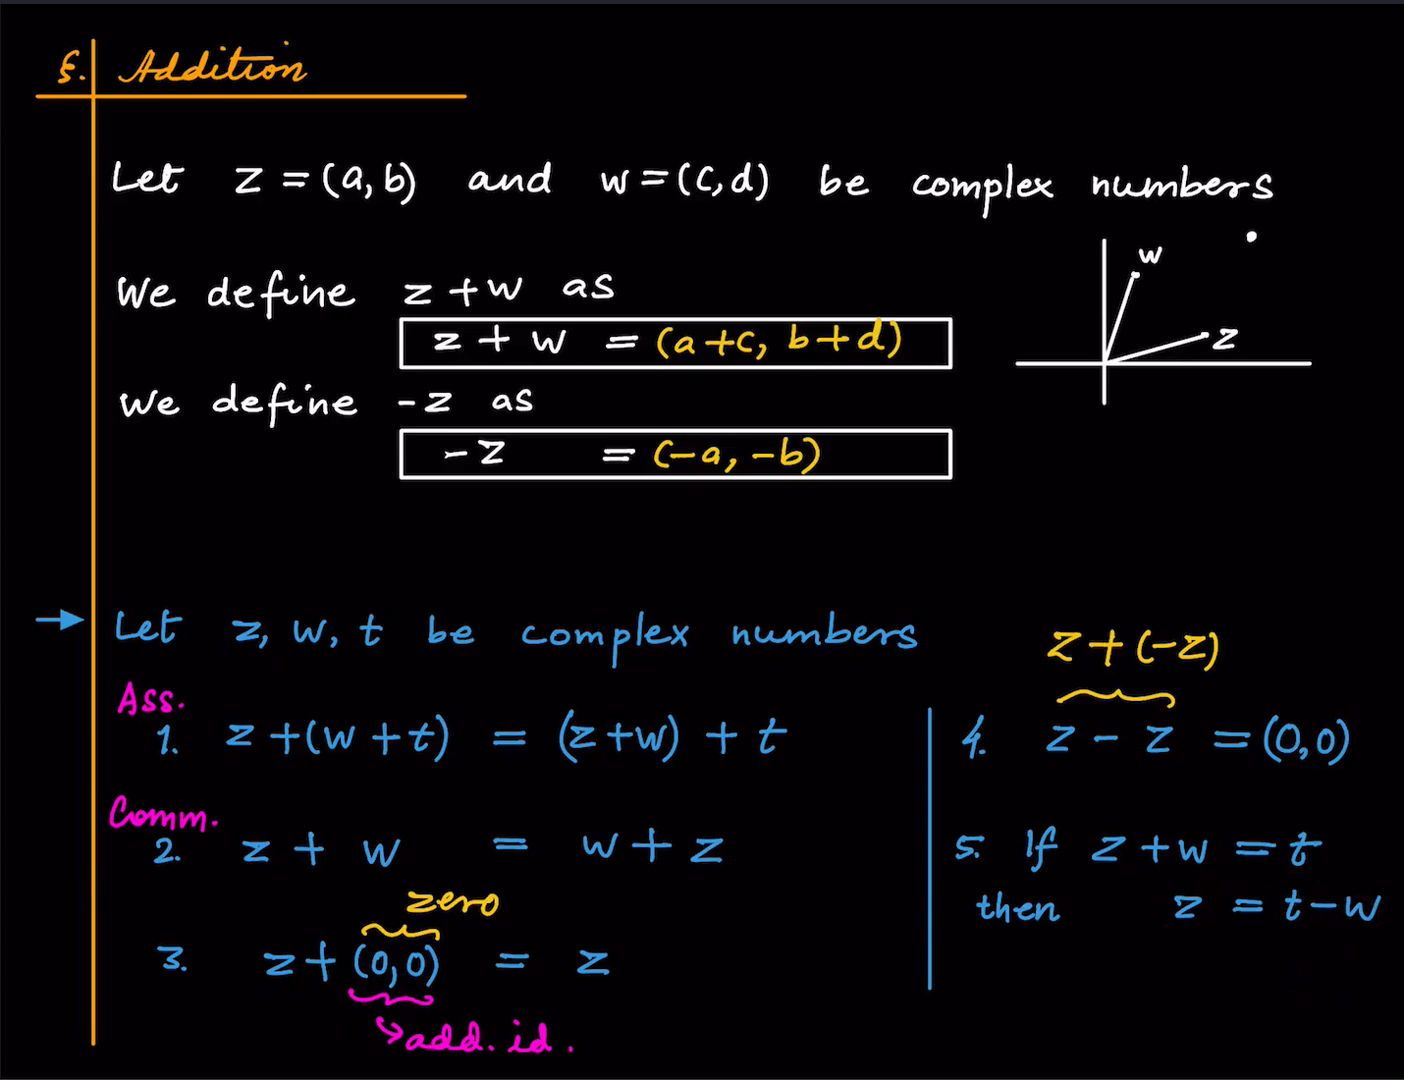 §. Addition
Let z = (a, b) and w = (c, d) be complex numbers
We define z + w as
z + w = (a + c, b + d)
We define -z as
-z = (-a, -b)
w
z
Let z, w, t be complex numbers
Ass.
1. z + (w + t) = (z + w) + t
Comm.
2. z + w = w + z
zero
3. z + (0, 0) = z
add. id.
z + (-z)
4. z - z = (0, 0)
5. If z + w = t
then z = t - w